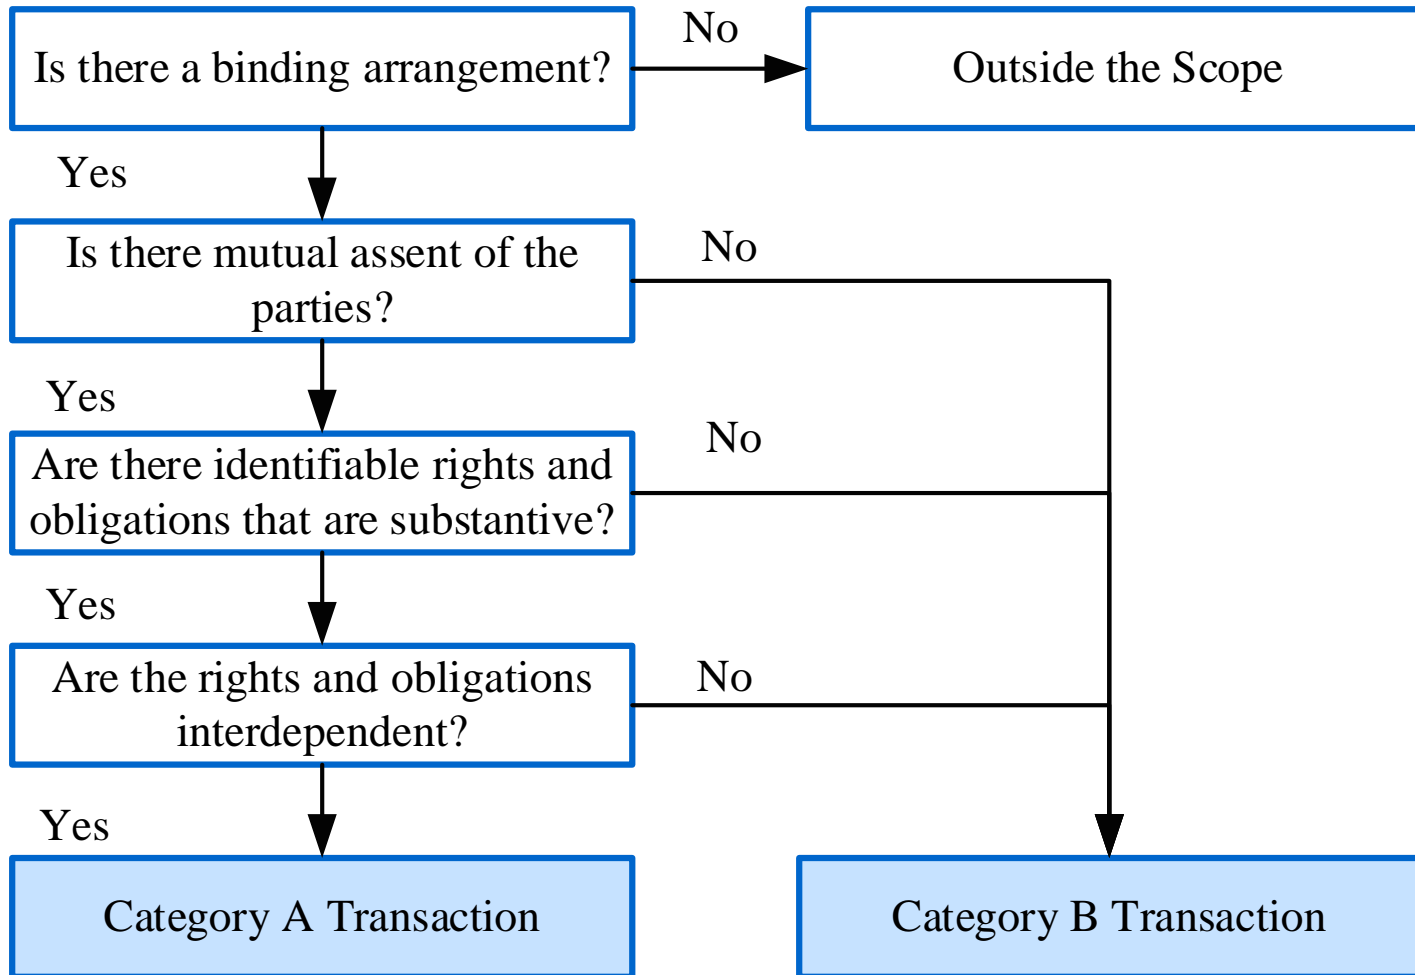 Is there a binding arrangement?
No
Outside the Scope
Yes
Is there mutual assent of the
parties?
No
Yes
Are there identifiable rights and
obligations that are substantive?
No
Yes
Are the rights and obligations
interdependent?
No
Yes
Category A Transaction
Category B Transaction